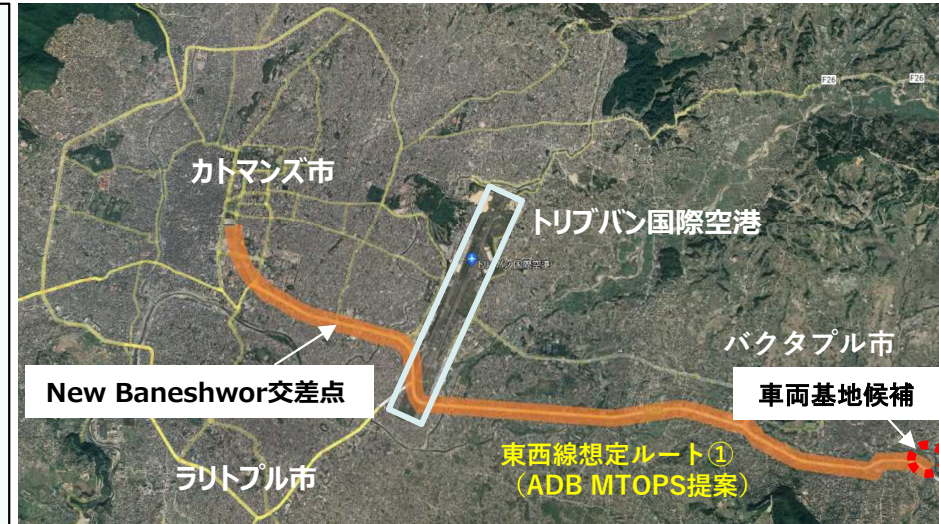 F26
F26
カトマンズ市
トリブバン国際空港
トリブバン国際空港
バクタプル市
New Baneshwor交差点
車両基地候補
東西線想定ルート①
（ADB MTOPS提案）
ラリトプル市